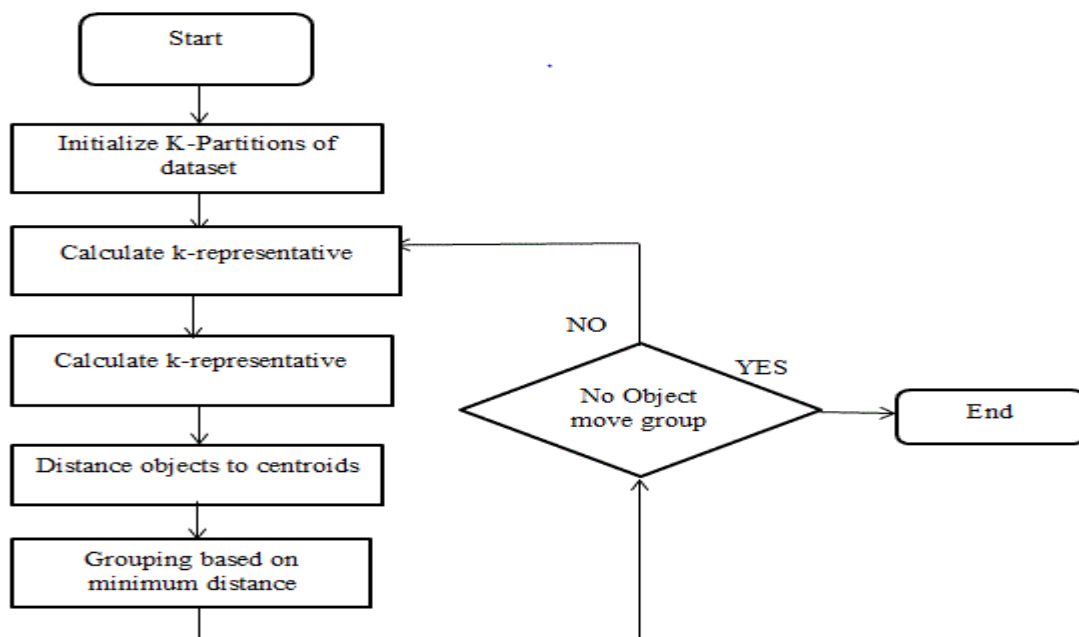 Start
Initialize K-Partitions of
dataset
Calculate k-representative
Calculate k-representative
Distance objects to centroids
Grouping based on
minimum distance
NO
YES
No Object
move group
End